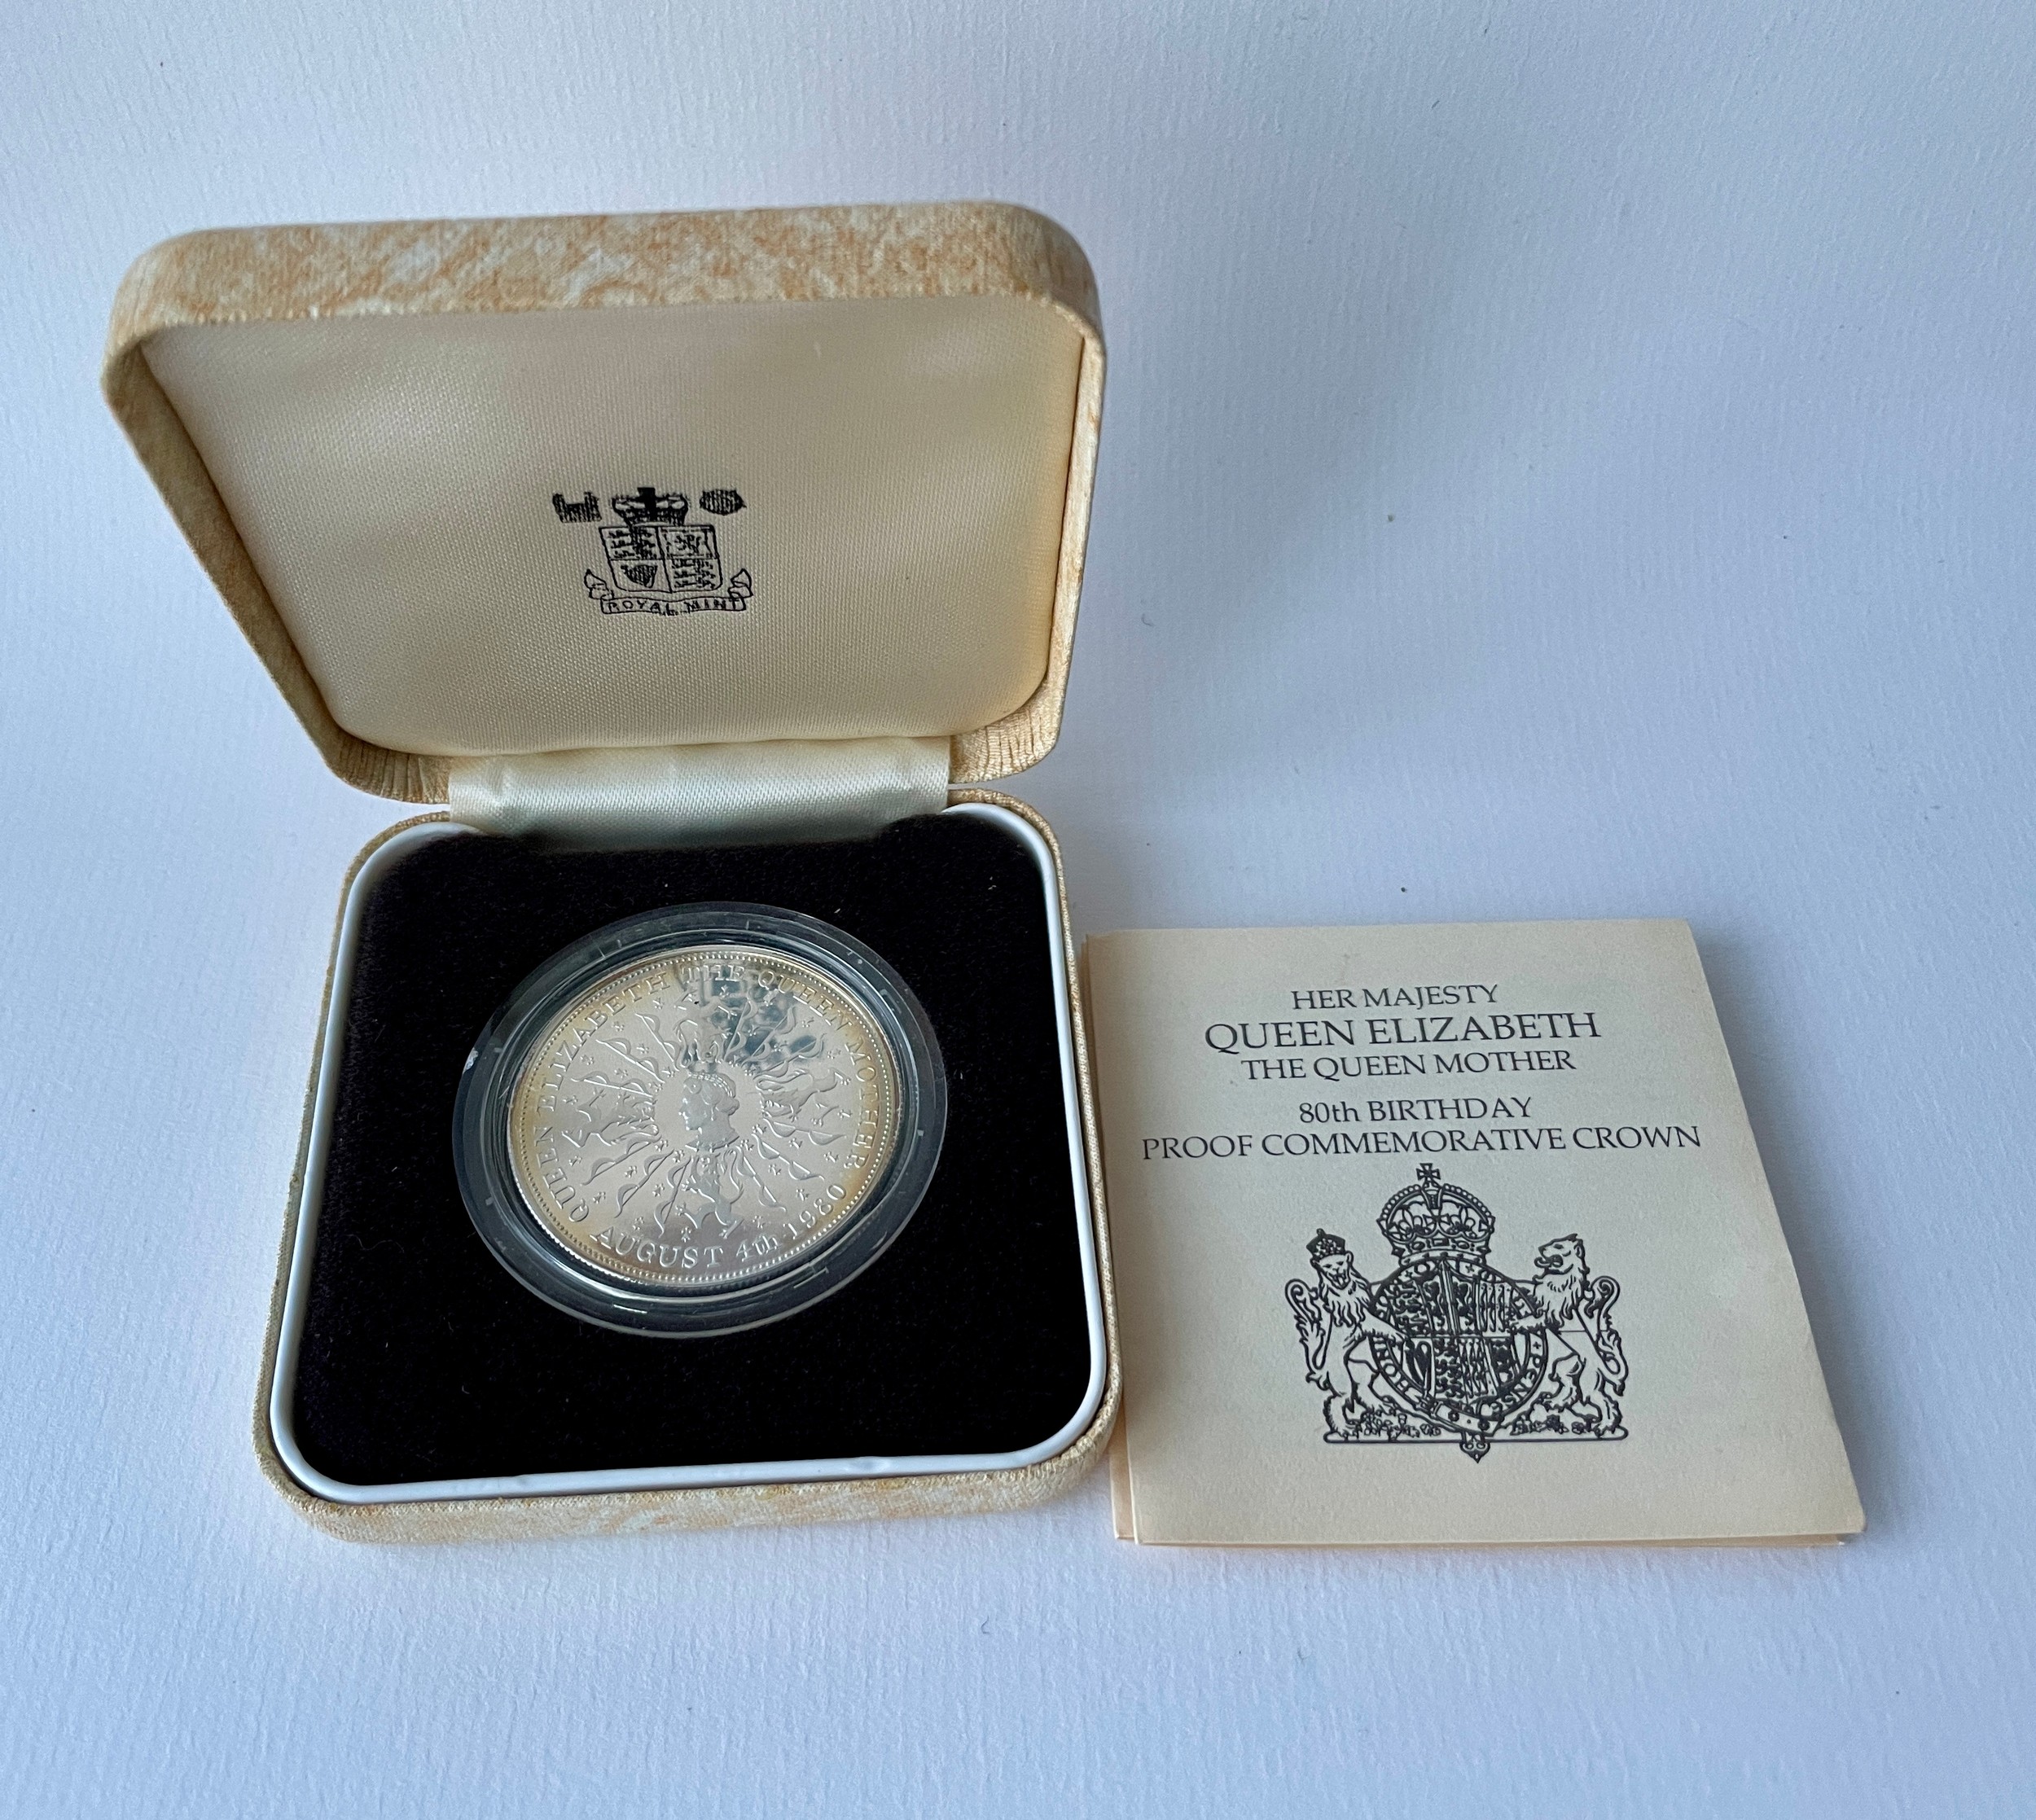 ROYAL MINT
QUEEN ELIZABETH THE QUEEN MOTHER
AUGUST 4th 1980
HER MAJESTY
QUEEN ELIZABETH
THE QUEEN MOTHER
80th BIRTHDAY
PROOF COMMEMORATIVE CROWN